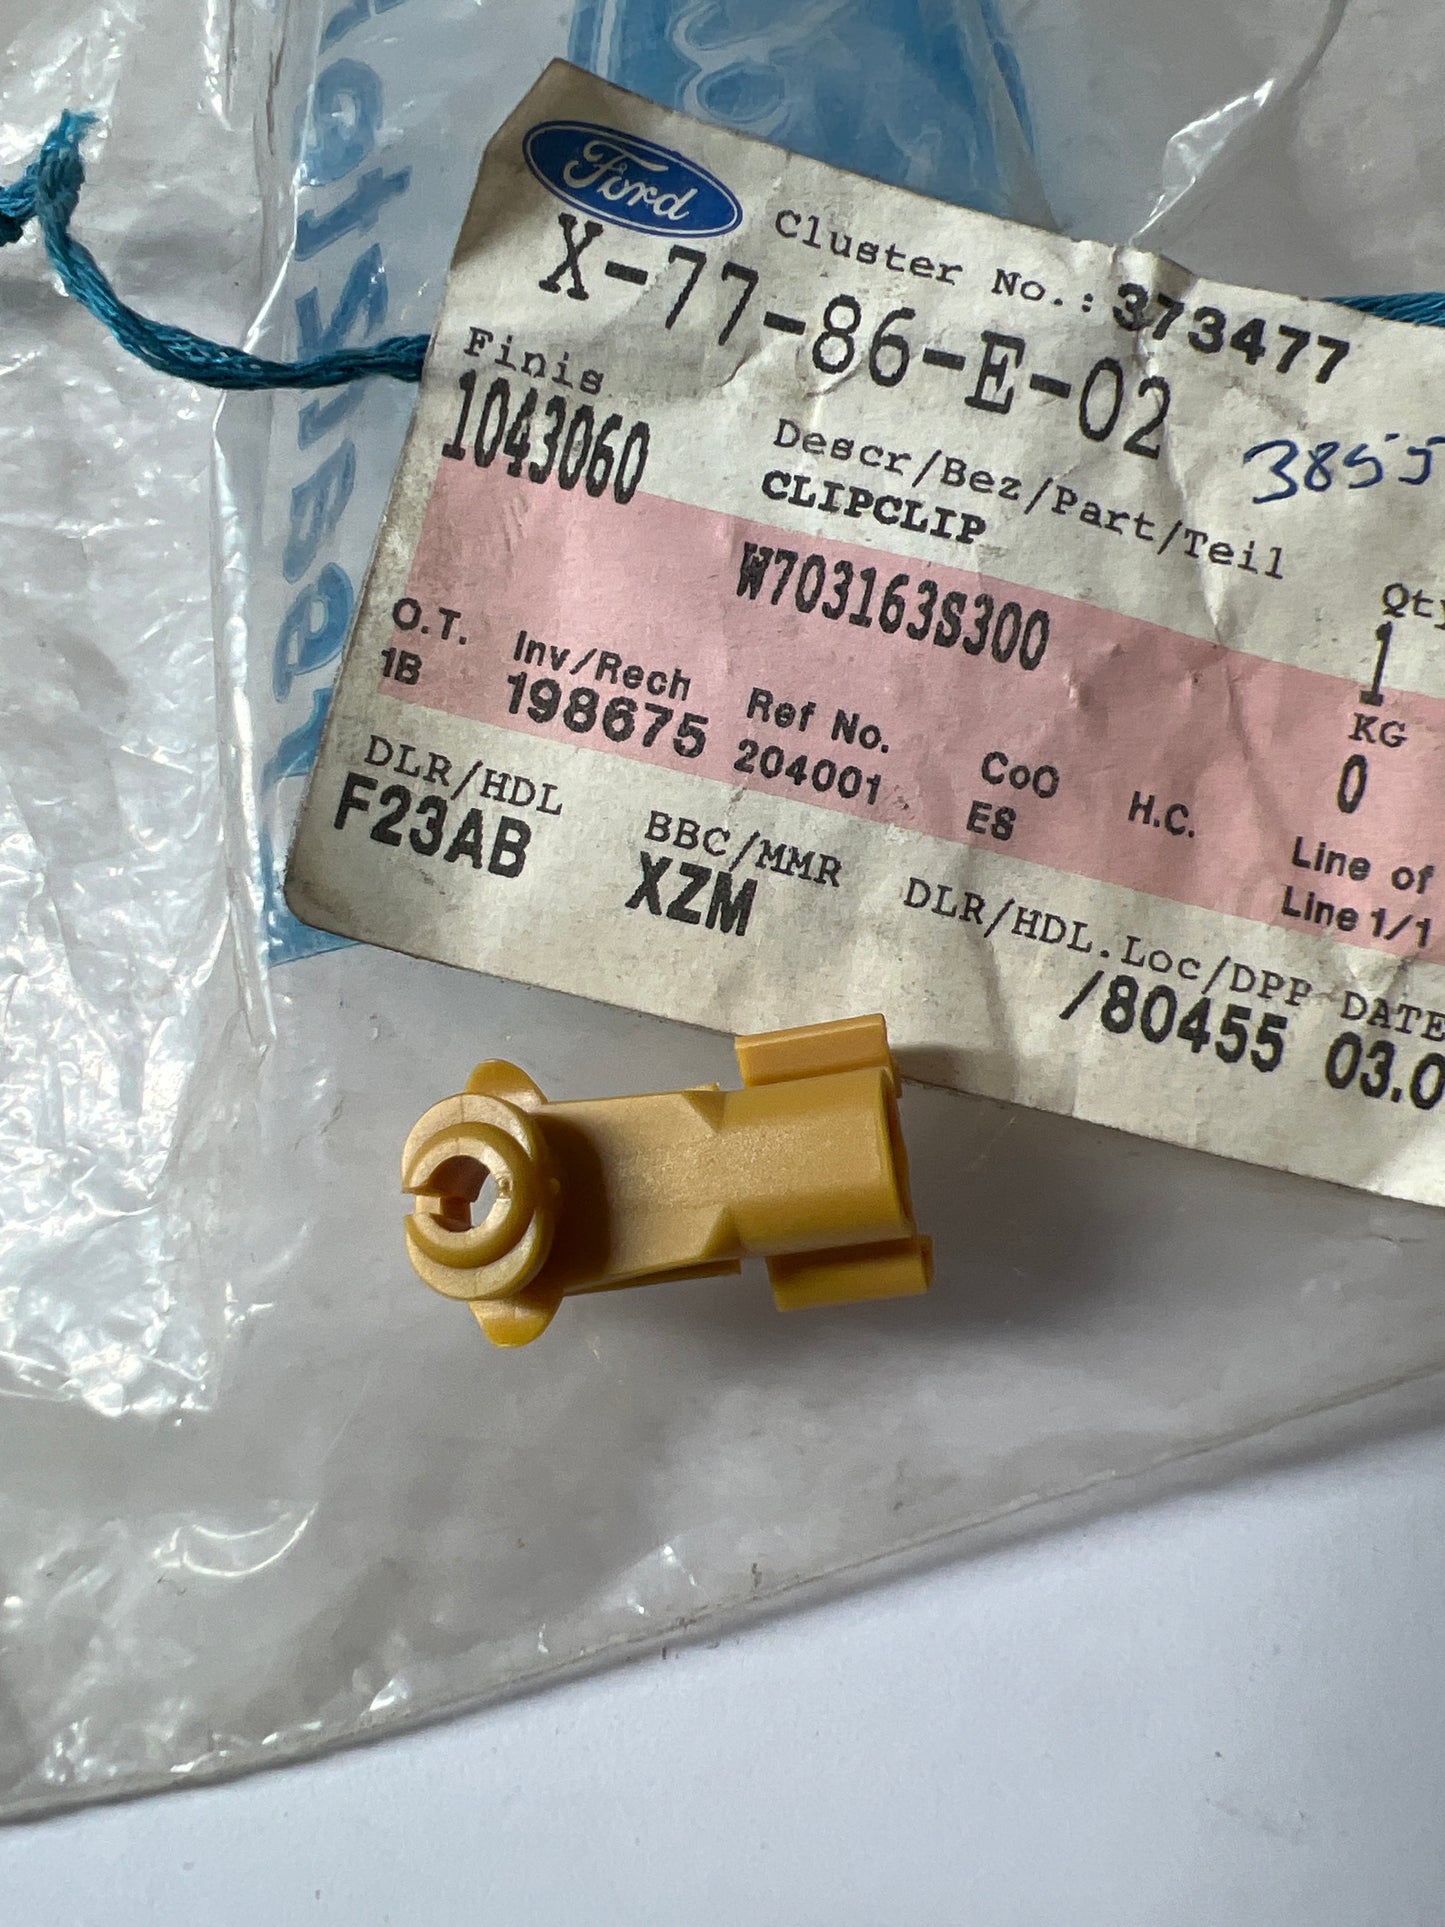 Ford
Cluster No.: 373477
X-77-86-E-02
Finis
1043060
Descr/Bez/Part/Teil
CLIPCLIP
W703163S300
1
O.T. Inv/Rech Ref No. CoO H.C. KG
1B 198675 204001 ES 0
DLR/HDL BBC/MMR DLR/HDL.Loc/DPP DATE
F23AB XZM /80455
Line of
Line 1/1